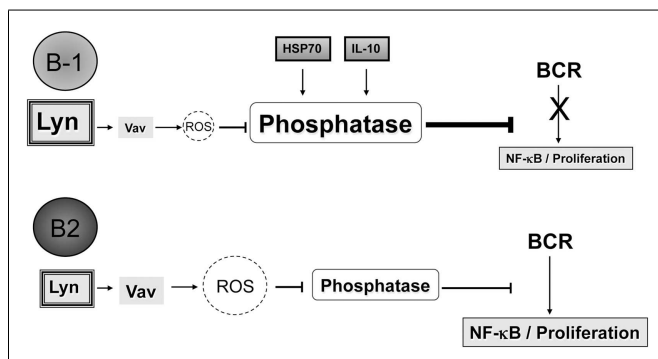 HSP70
IL-10
B-1
BCR
Lyn
Vav
ROS
Phosphatase
X
NF-κB / Proliferation
B2
BCR
Lyn
Vav
ROS
Phosphatase
NF-κB / Proliferation